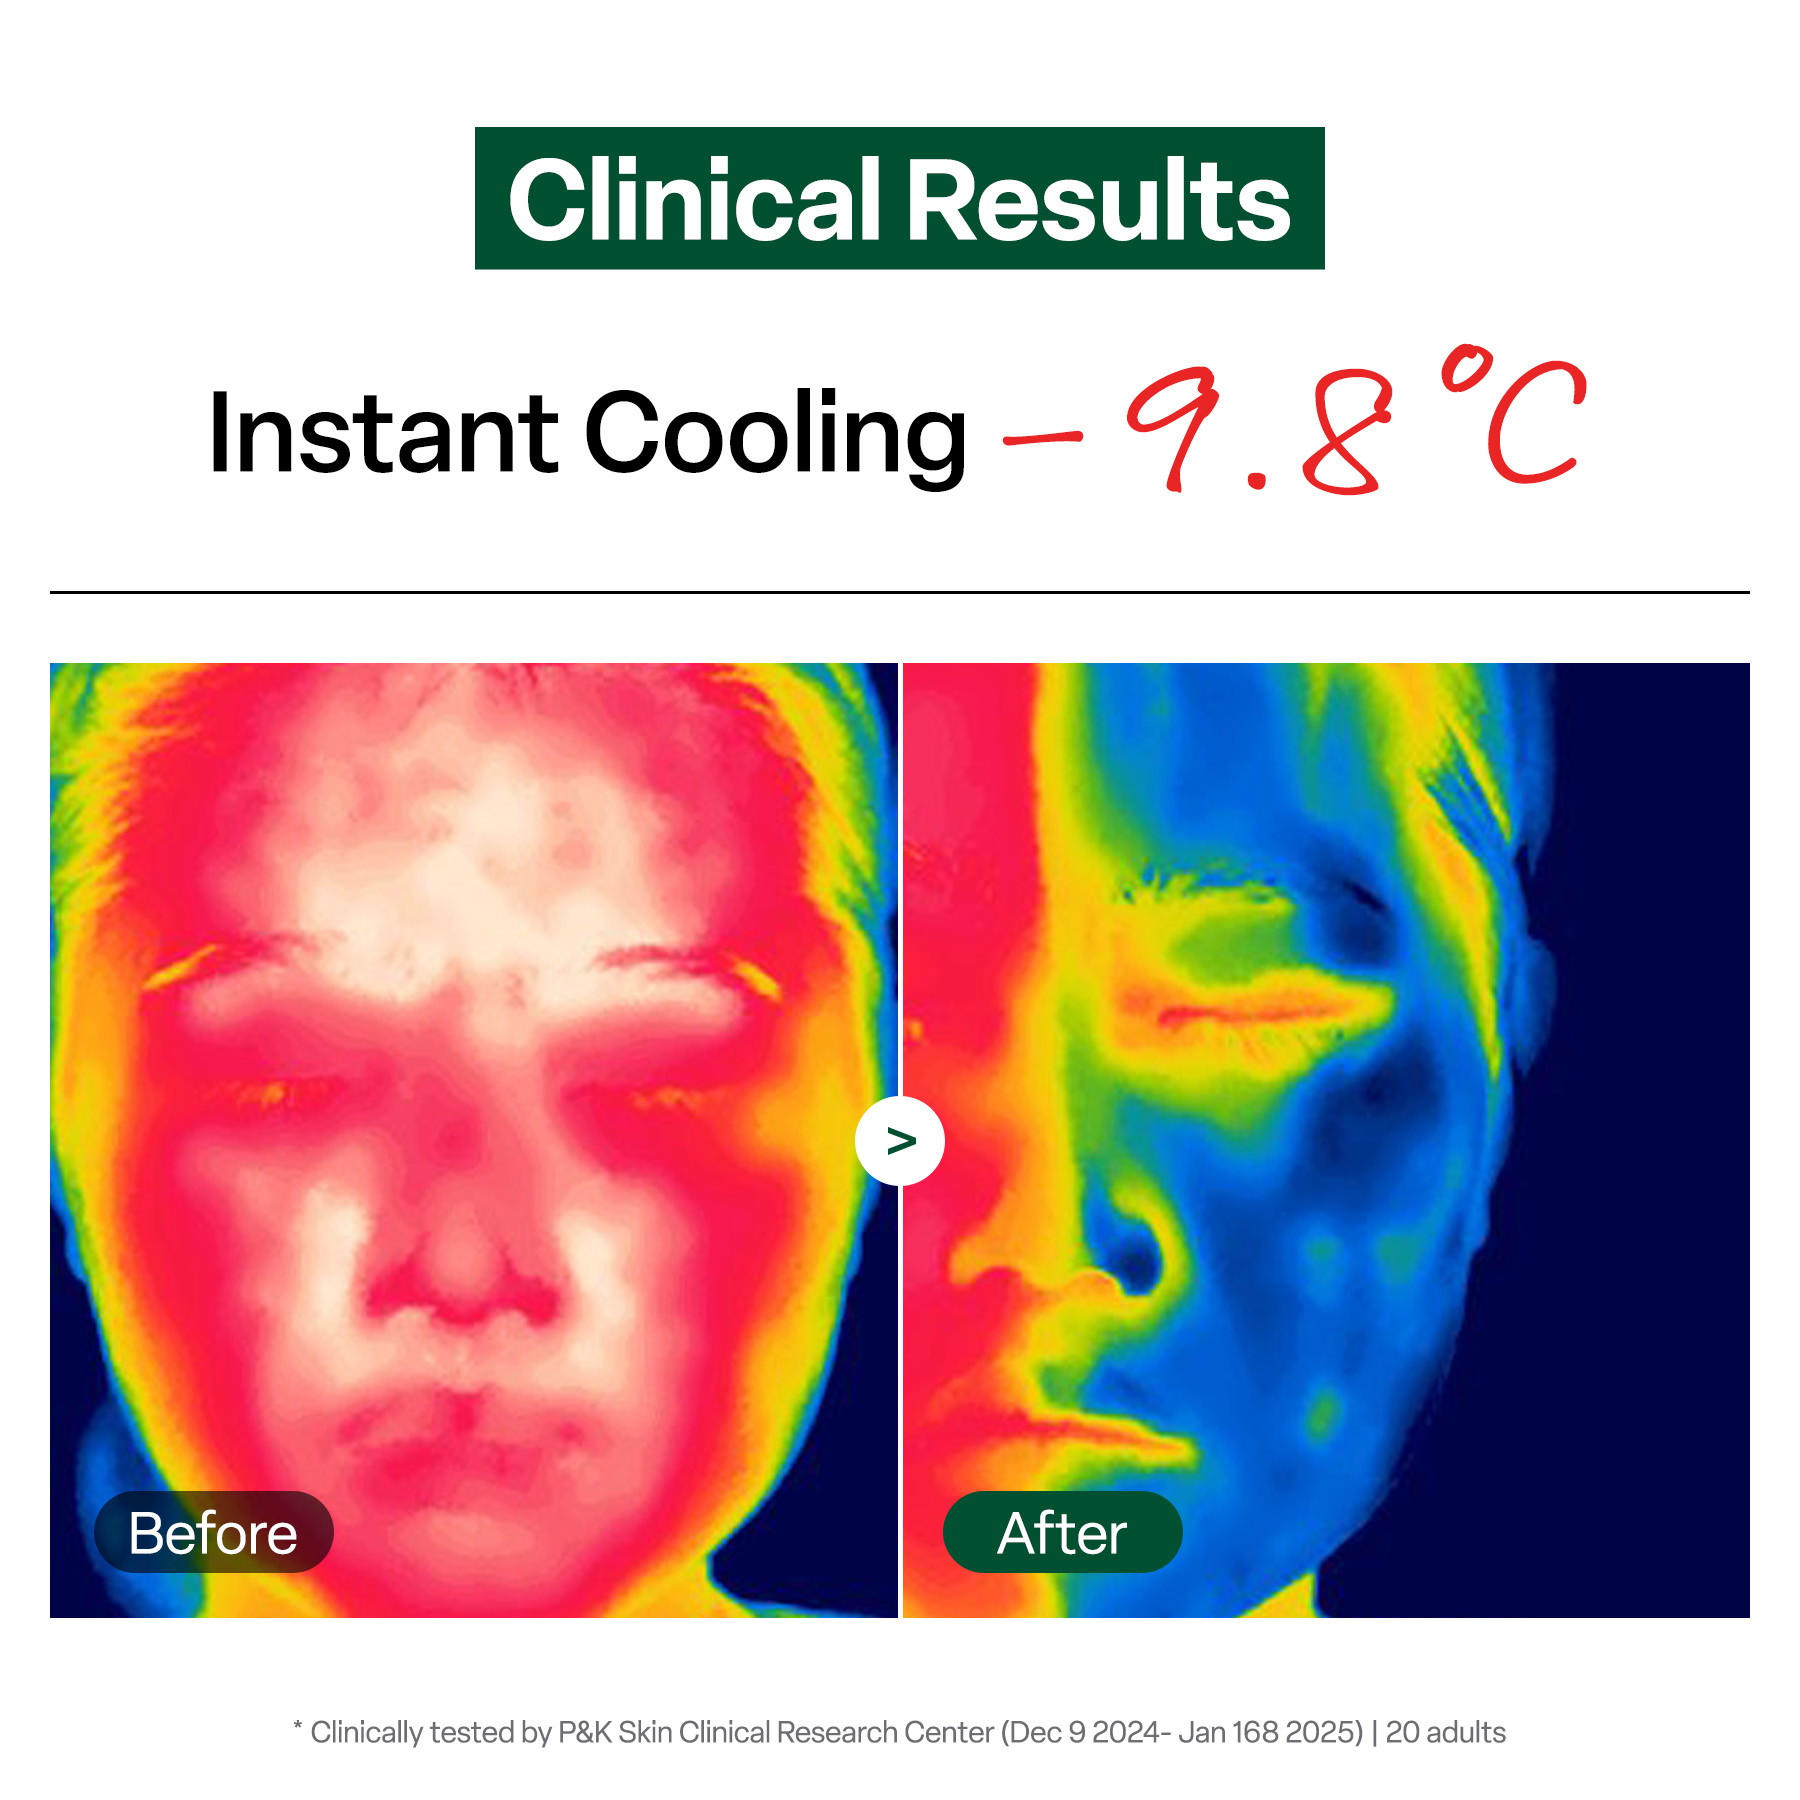 Clinical Results
Instant Cooling – 9.8°C
>
Before
After
* Clinically tested by P&K Skin Clinical Research Center (Dec 9 2024- Jan 168 2025) | 20 adults